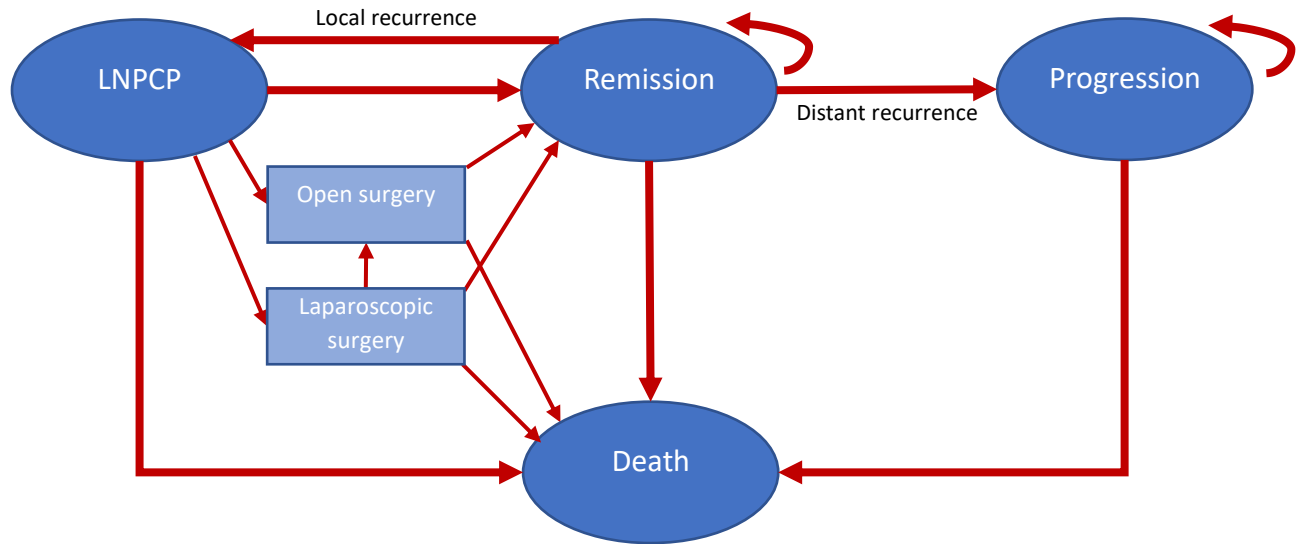 Local recurrence
LNPCP
Remission
Progression
Distant recurrence
Open surgery
Laparoscopic
surgery
Death